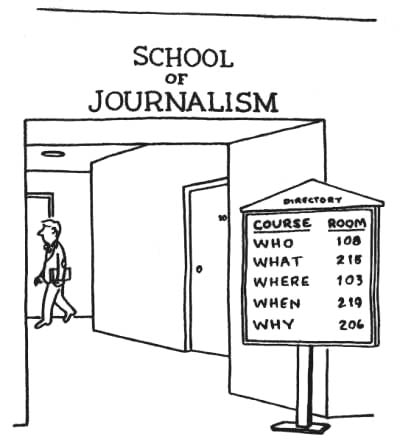 SCHOOL
OF
JOURNALISM
DIRECTORY
COURSE ROOM
WHO 108
WHAT 215
WHERE 103
WHEN 219
WHY 206